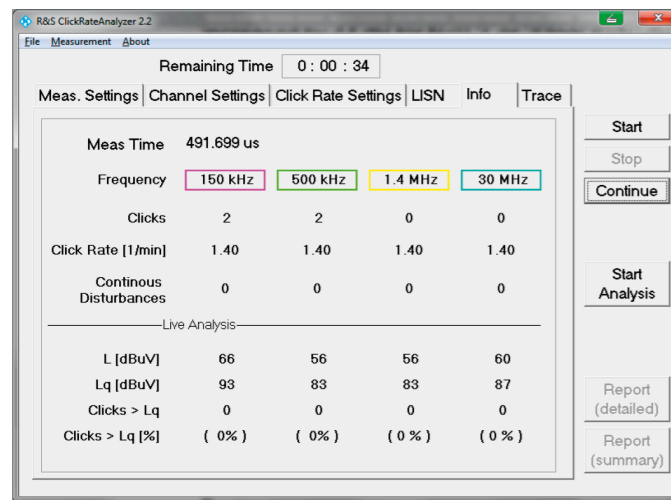 R&S ClickRateAnalyzer 2.2
File Measurement About
Remaining Time 0 : 00 : 34
Meas. Settings Channel Settings Click Rate Settings LISN Info Trace
Start
Stop
Continue
Start
Analysis
Report
(detailed)
Report
(summary)
Meas Time 491.699 us
Frequency 150 kHz 500 kHz 1.4 MHz 30 MHz
Clicks 2 2 0 0
Click Rate [1/min] 1.40 1.40 1.40 1.40
Continous
Disturbances 0 0 0 0
Live Analysis
L [dBuV] 66 56 56 60
Lq [dBuV] 93 83 83 87
Clicks > Lq 0 0 0 0
Clicks > Lq [%] ( 0% ) ( 0% ) ( 0 % ) ( 0 % )